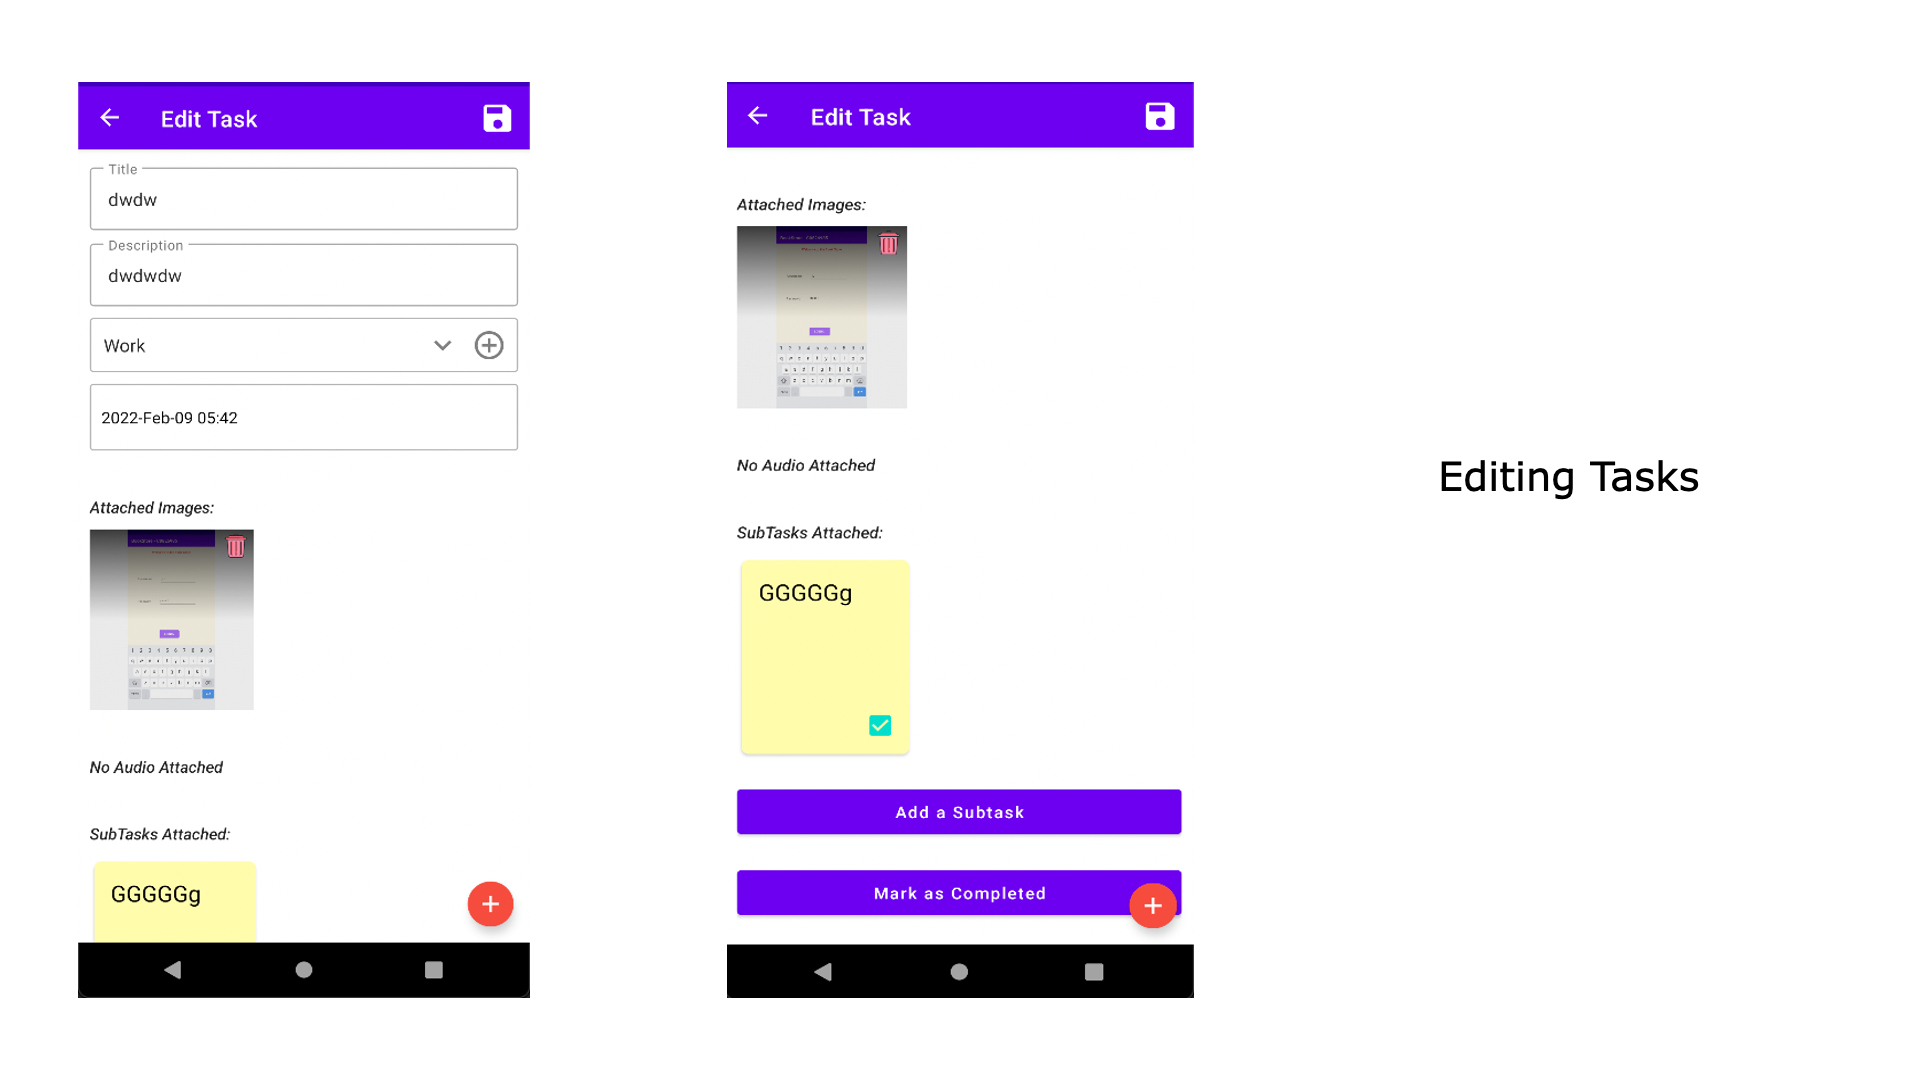 Edit Task
Title
dwdw
Description
dwdwdw
Work
2022-Feb-09 05:42
Attached Images:
No Audio Attached
SubTasks Attached:
GGGGGg
Edit Task
Attached Images:
No Audio Attached
SubTasks Attached:
GGGGGg
Add a Subtask
Mark as Completed
Editing Tasks